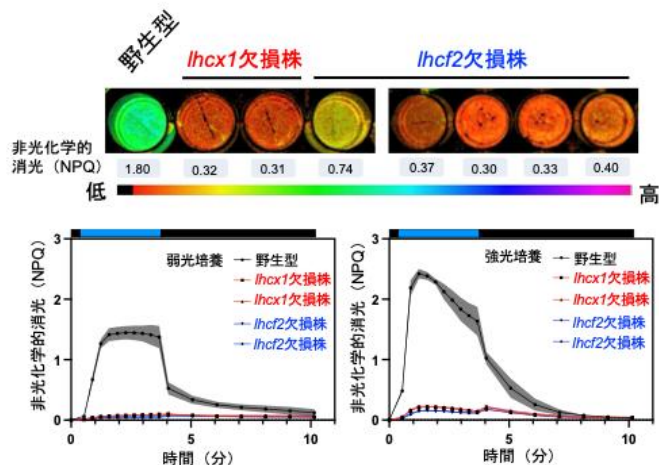 野生型
lhcx1欠損株
lhcf2欠損株
非光化学的
消光（NPQ）
1.80 0.32 0.31 0.74 0.37 0.30 0.33 0.40
低 高
非光化学的消光（NPQ）
3
2
1
0
弱光培養
野生型
lhcx1欠損株
lhcx1欠損株
lhcf2欠損株
lhcf2欠損株
0 5 10
時間（分）
非光化学的消光（NPQ）
3
2
1
0
強光培養
野生型
lhcx1欠損株
lhcx1欠損株
lhcf2欠損株
lhcf2欠損株
0 5 10
時間（分）